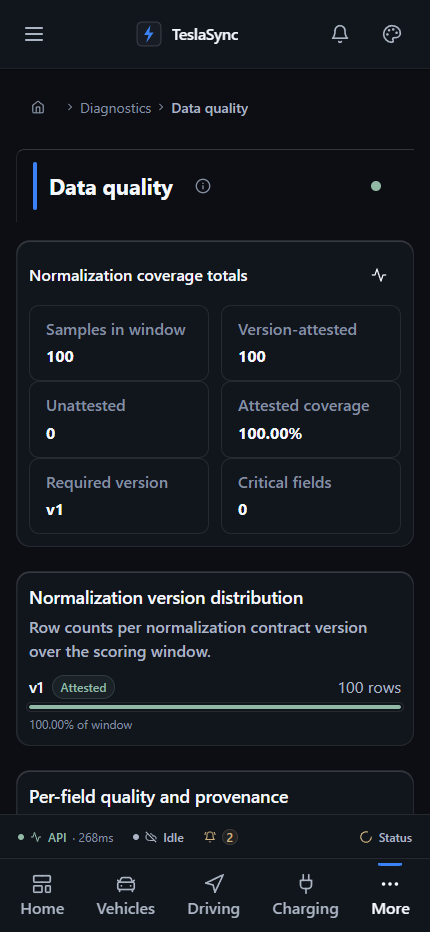 TeslaSync
Diagnostics
Data quality
Data quality
Normalization coverage totals
Samples in window
100
Version-attested
100
Unattested
0
Attested coverage
100.00%
Required version
v1
Critical fields
0
Normalization version distribution
Row counts per normalization contract version
over the scoring window.
v1 Attested 100 rows
100.00% of window
Per-field quality and provenance
API · 268ms Idle 2 Status
Home Vehicles Driving Charging More